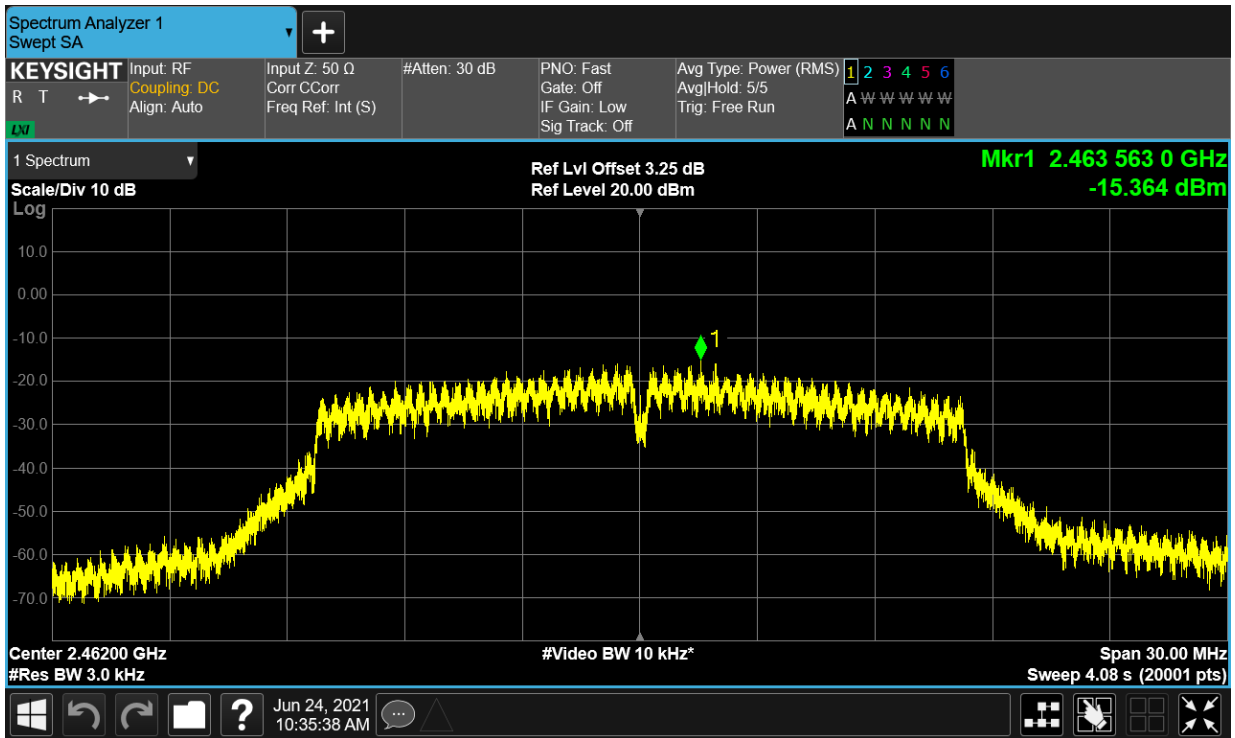 Spectrum Analyzer 1
Swept SA
KEYSIGHT
R T
LXI
Input: RF
Coupling: DC
Align: Auto
Input Z: 50 Ω
Corr CCorr
Freq Ref: Int (S)
#Atten: 30 dB
PNO: Fast
Gate: Off
IF Gain: Low
Sig Track: Off
Avg Type: Power (RMS)
Avg|Hold: 5/5
Trig: Free Run
1 2 3 4 5 6
A W W W W W
A N N N N N
1 Spectrum
Scale/Div 10 dB
Log
Ref Lvl Offset 3.25 dB
Ref Level 20.00 dBm
Mkr1 2.463 563 0 GHz
-15.364 dBm
10.0
0.00
-10.0
-20.0
-30.0
-40.0
-50.0
-60.0
-70.0
1
Center 2.46200 GHz
#Res BW 3.0 kHz
#Video BW 10 kHz*
Span 30.00 MHz
Sweep 4.08 s (20001 pts)
?
Jun 24, 2021
10:35:38 AM